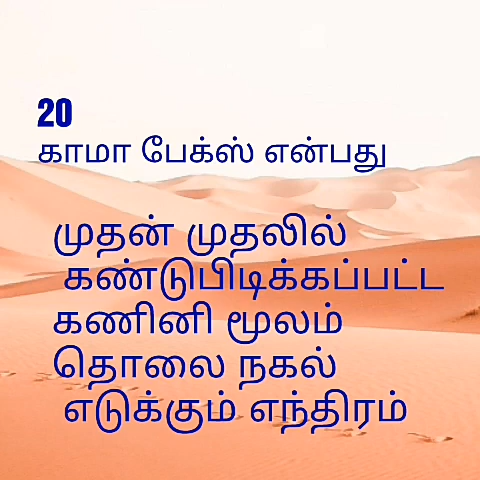 20
காமா பேக்ஸ் என்பது
முதன் முதலில்
கண்டுபிடிக்கப்பட்ட
கணினி மூலம்
தொலை நகல்
எடுக்கும் எந்திரம்